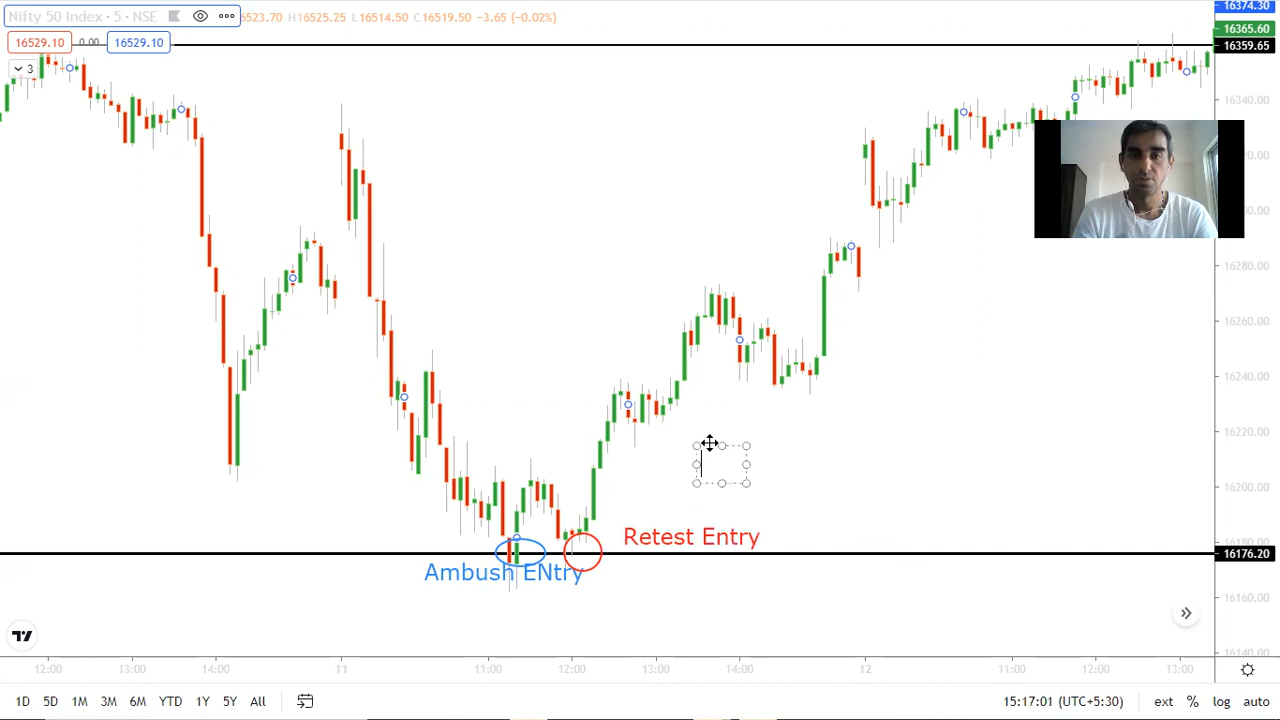 Nifty 50 Index · 5 · NSE
16523.70 H16525.25 L16514.50 C16519.50 −3.65 (−0.02%)
16529.10 0.00 16529.10
3
16374.30
16365.60
16359.65
16340.00
16280.00
16260.00
16240.00
16220.00
16200.00
16176.20
16160.00
16140.00
Retest Entry
Ambush ENtry
12:00 13:00 14:00 11 11:00 12:00 13:00 14:00 12 11:00 12:00 13:00
1D 5D 1M 3M 6M YTD 1Y 5Y All 15:17:01 (UTC+5:30) ext % log auto